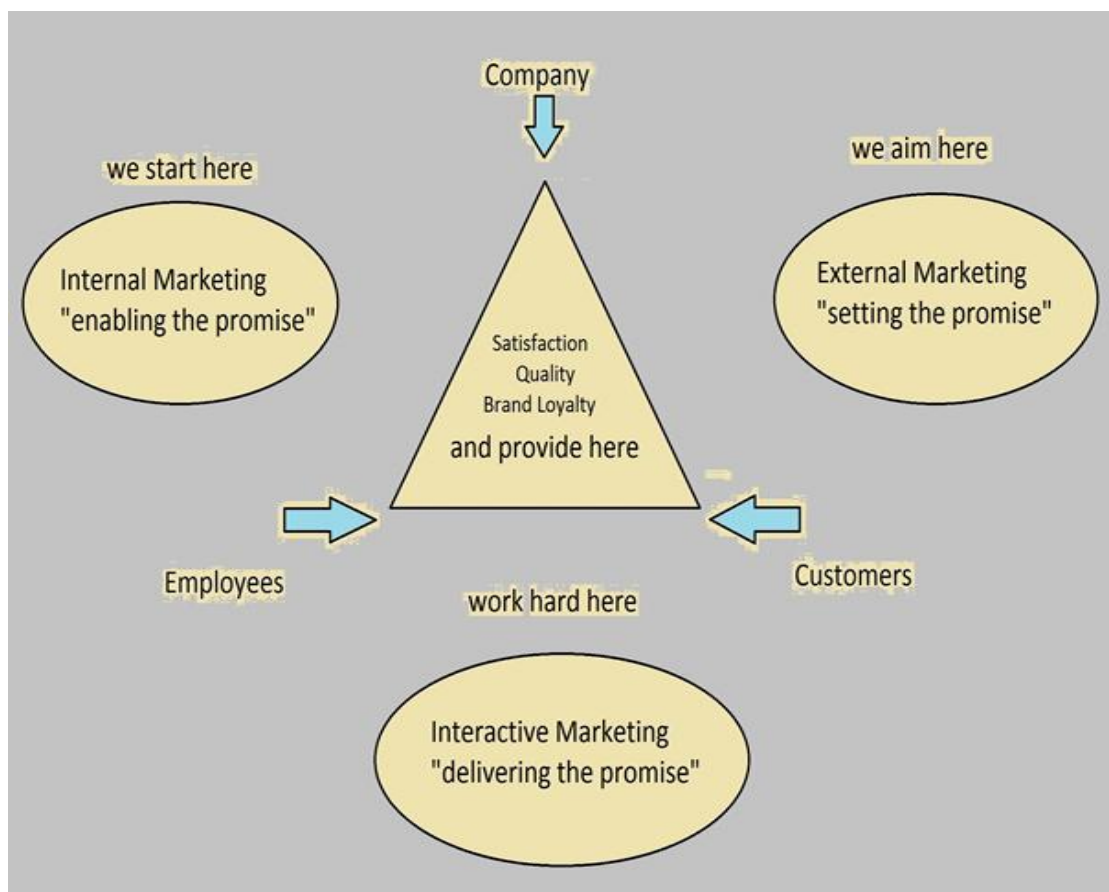 Company
we start here
we aim here
Internal Marketing
"enabling the promise"
External Marketing
"setting the promise"
Satisfaction
Quality
Brand Loyalty
and provide here
Employees
Customers
work hard here
Interactive Marketing
"delivering the promise"